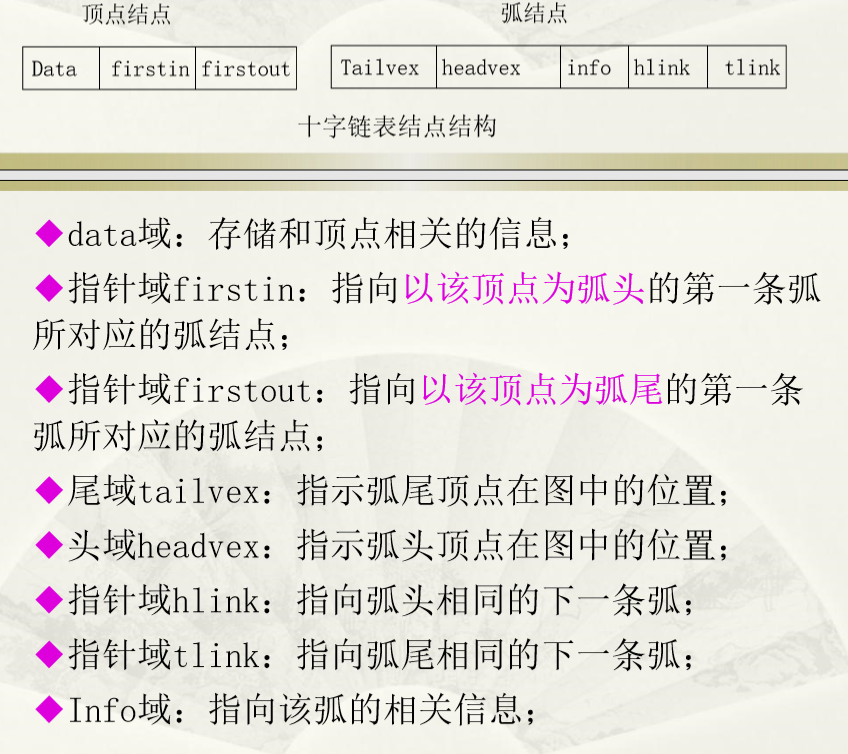 顶点结点 弧结点
Data firstin firstout Tailvex headvex info hlink tlink
十字链表结点结构
◆data域：存储和顶点相关的信息；
◆指针域firstin：指向以该顶点为弧头的第一条弧
所对应的弧结点；
◆指针域firstout：指向以该顶点为弧尾的第一条
弧所对应的弧结点；
◆尾域tailvex：指示弧尾顶点在图中的位置；
◆头域headvex：指示弧头顶点在图中的位置；
◆指针域hlink：指向弧头相同的下一条弧；
◆指针域tlink：指向弧尾相同的下一条弧；
◆Info域：指向该弧的相关信息；